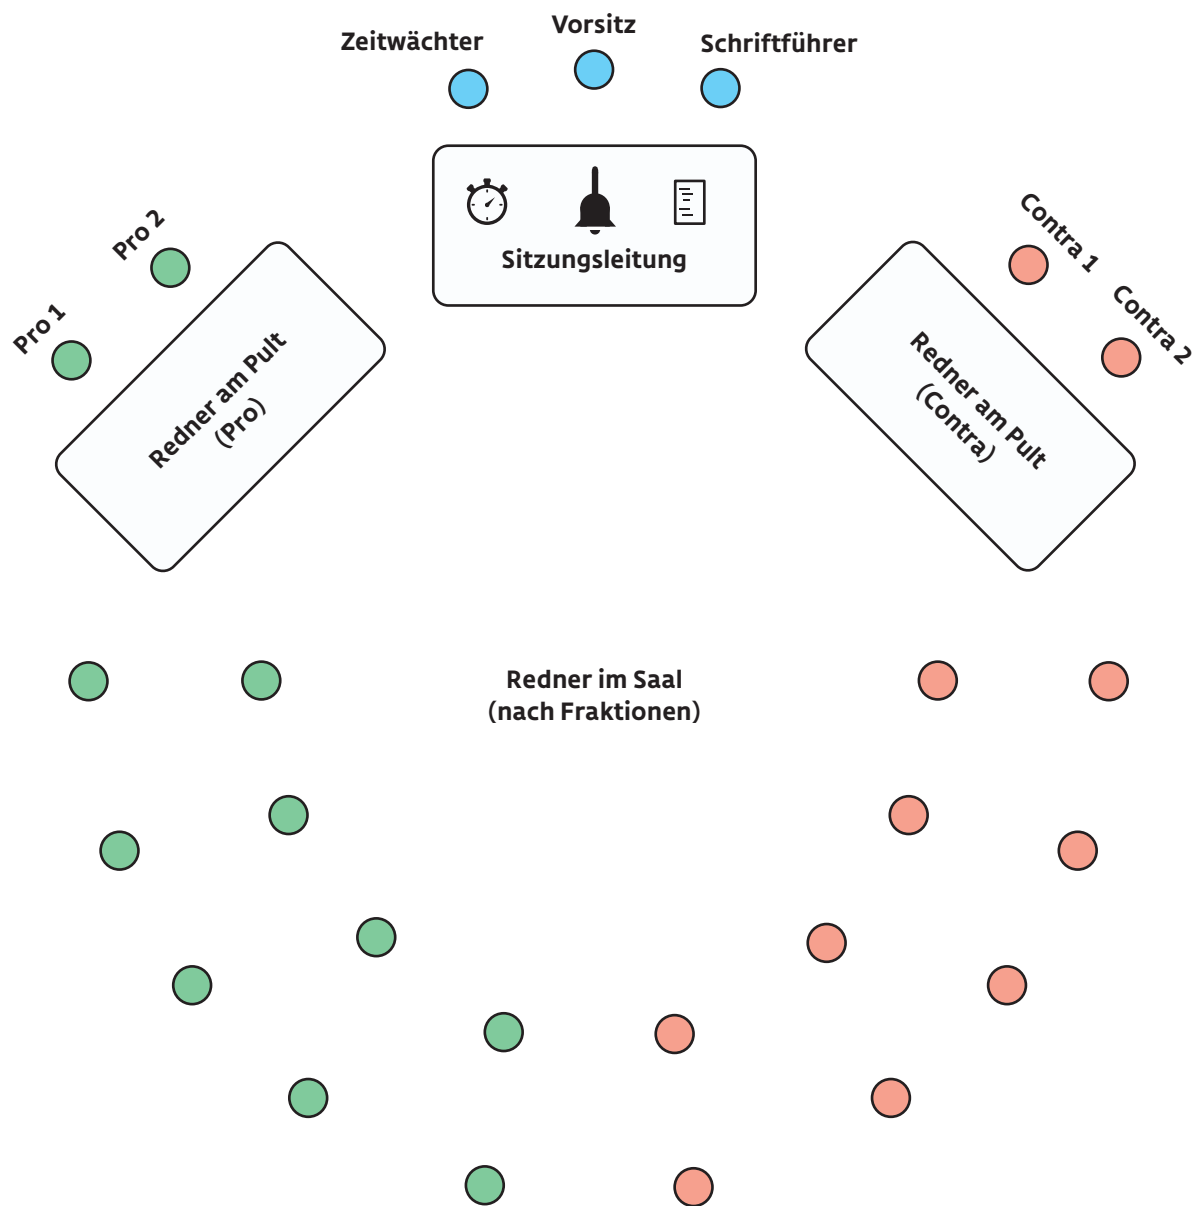 Vorsitz
Zeitwächter
Schriftführer
Sitzungsleitung
Pro 1
Pro 2
Redner am Pult
(Pro)
Contra 1
Contra 2
Redner am Pult
(Contra)
Redner im Saal
(nach Fraktionen)